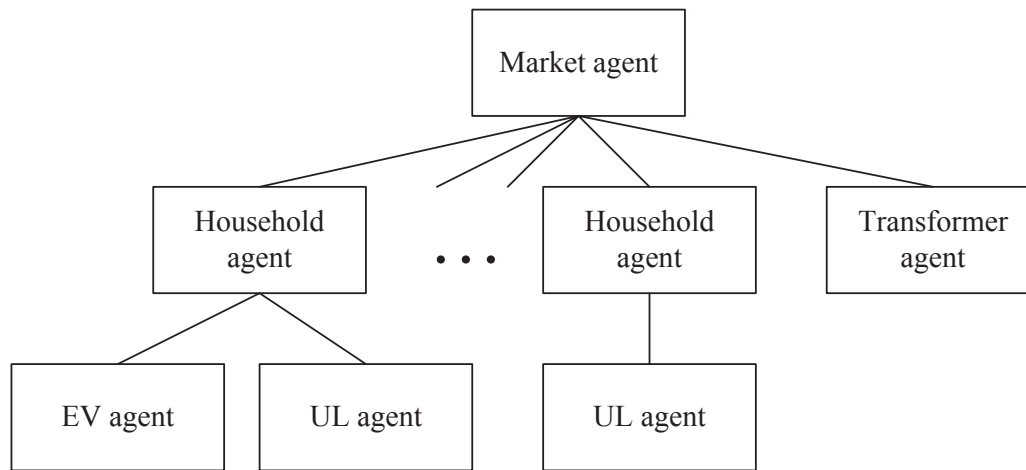 Market agent
Household
agent
Household
agent
Transformer
agent
EV agent
UL agent
UL agent